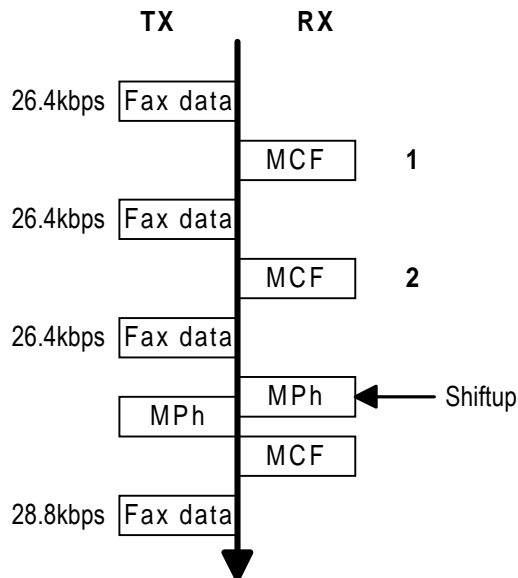 TX RX
26.4kbps Fax data
MCF 1
26.4kbps Fax data
MCF 2
26.4kbps Fax data
MPh Shiftup
MPh
MCF
28.8kbps Fax data